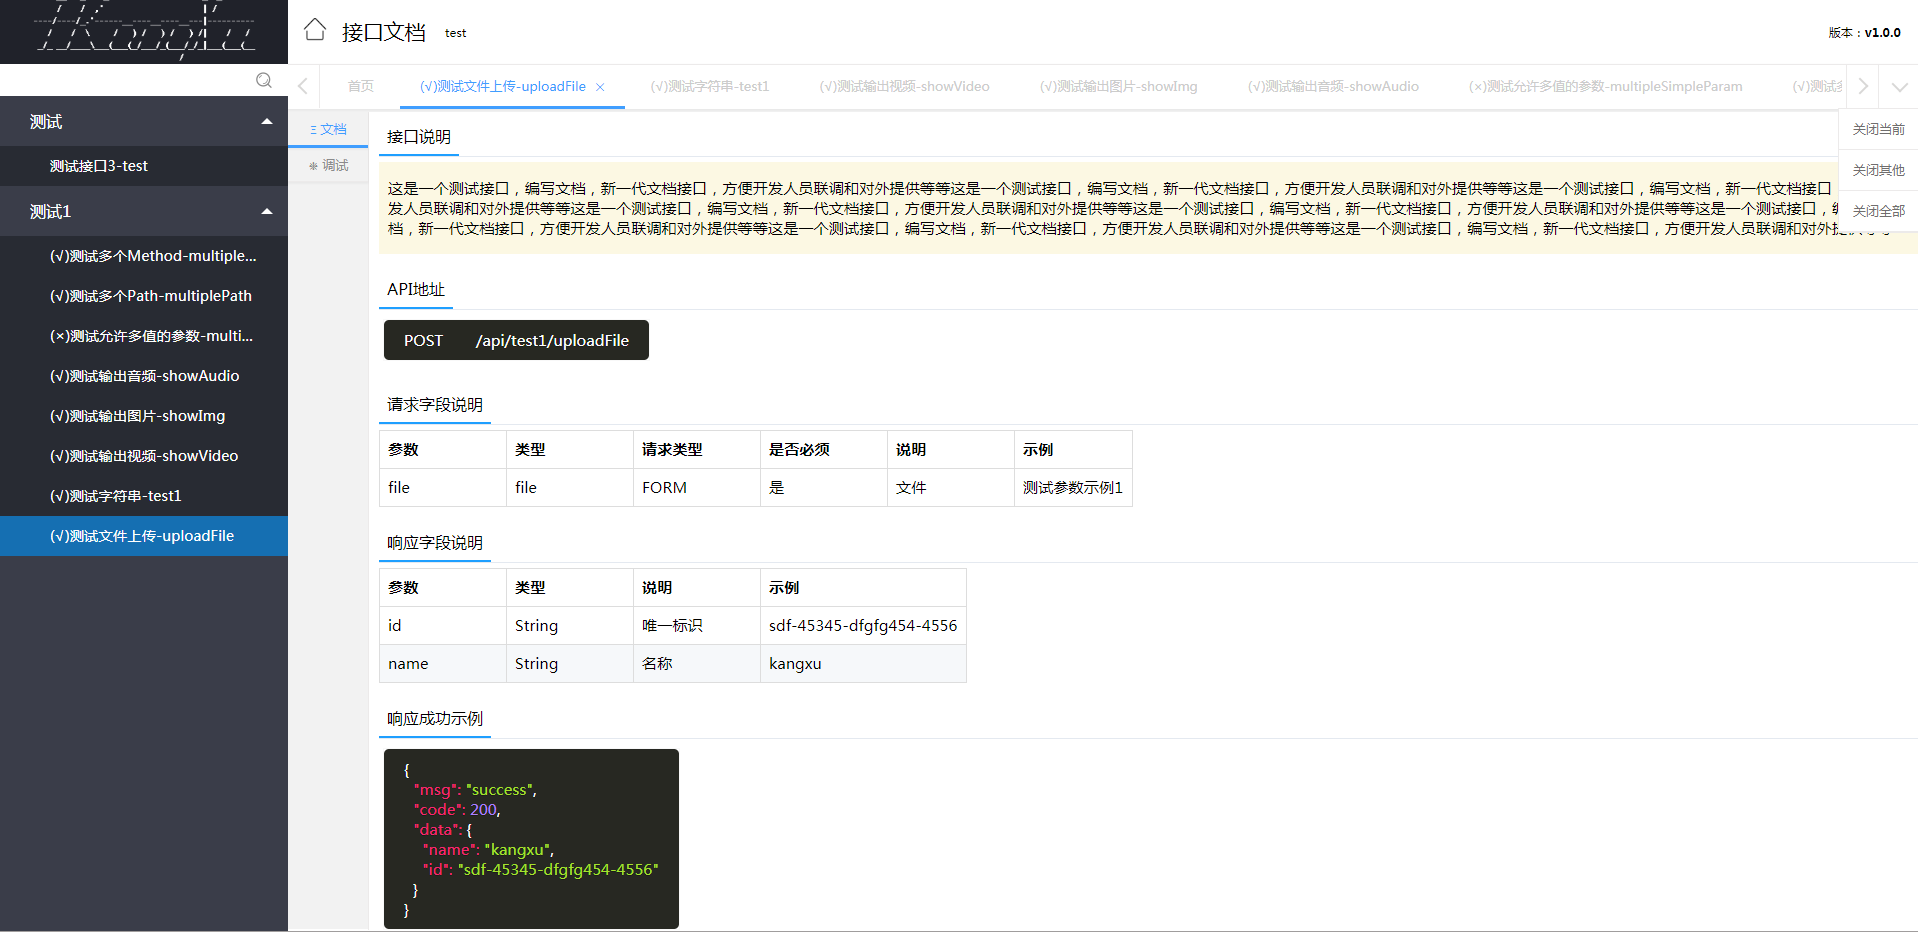 接口文档 test
版本：v1.0.0
测试
测试接口3-test
测试1
(√)测试多个Method-multiple...
(√)测试多个Path-multiplePath
(×)测试允许多值的参数-multi...
(√)测试输出音频-showAudio
(√)测试输出图片-showImg
(√)测试输出视频-showVideo
(√)测试字符串-test1
(√)测试文件上传-uploadFile
首页 (√)测试文件上传-uploadFile (√)测试字符串-test1 (√)测试输出视频-showVideo (√)测试输出图片-showImg (√)测试输出音频-showAudio (×)测试允许多值的参数-multipleSimpleParam (√)测试
关闭当前
关闭其他
关闭全部
文档
调试
接口说明
这是一个测试接口，编写文档，新一代文档接口，方便开发人员联调和对外提供等等这是一个测试接口，编写文档，新一代文档接口，方便开发人员联调和对外提供等等这是一个测试接口，编写文档，新一代文档接口
发人员联调和对外提供等等这是一个测试接口，编写文档，新一代文档接口，方便开发人员联调和对外提供等等这是一个测试接口，编写文档，新一代文档接口，方便开发人员联调和对外提供等等这是一个测试接口，
档，新一代文档接口，方便开发人员联调和对外提供等等这是一个测试接口，编写文档，新一代文档接口，方便开发人员联调和对外提供等等这是一个测试接口，编写文档，新一代文档接口，方便开发人员联调和对外提供等等
API地址
POST /api/test1/uploadFile
请求字段说明
参数 类型 请求类型 是否必须 说明 示例
file file FORM 是 文件 测试参数示例1
响应字段说明
参数 类型 说明 示例
id String 唯一标识 sdf-45345-dfgfg454-4556
name String 名称 kangxu
响应成功示例
{
"msg": "success",
"code": 200,
"data": {
"name": "kangxu",
"id": "sdf-45345-dfgfg454-4556"
}
}